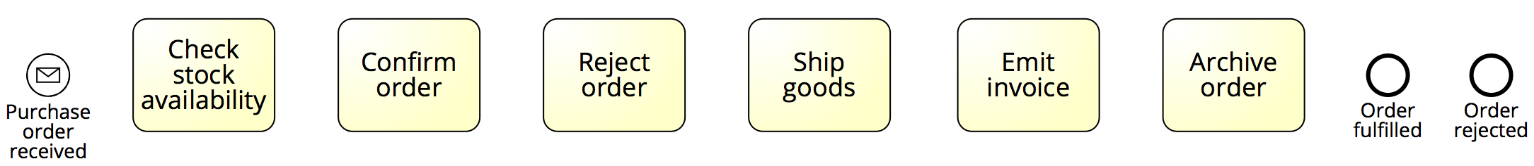 Purchase
order
received
Check
stock
availability
Confirm
order
Reject
order
Ship
goods
Emit
invoice
Archive
order
Order
fulfilled
Order
rejected